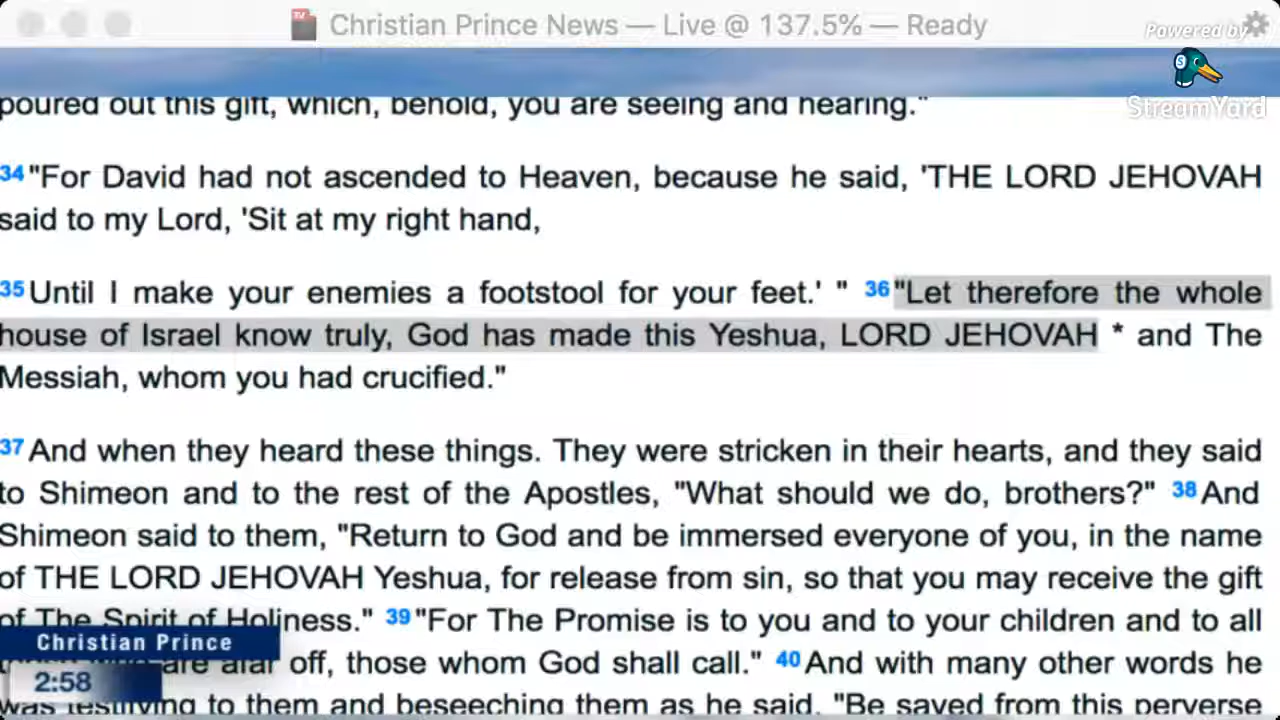 Christian Prince News — Live @ 137.5% — Ready
Powered by
StreamYard
poured out this gift, which, behold, you are seeing and hearing."
34 "For David had not ascended to Heaven, because he said, 'THE LORD JEHOVAH
said to my Lord, 'Sit at my right hand,
35 Until I make your enemies a footstool for your feet.' " 36 "Let therefore the whole
house of Israel know truly, God has made this Yeshua, LORD JEHOVAH * and The
Messiah, whom you had crucified."
37 And when they heard these things. They were stricken in their hearts, and they said
to Shimeon and to the rest of the Apostles, "What should we do, brothers?" 38 And
Shimeon said to them, "Return to God and be immersed everyone of you, in the name
of THE LORD JEHOVAH Yeshua, for release from sin, so that you may receive the gift
of The Spirit of Holiness." 39 "For The Promise is to you and to your children and to all
are afar off, those whom God shall call." 40 And with many other words he
was testifying to them and beseeching them as he said, "Be saved from this perverse
Christian Prince
2:58